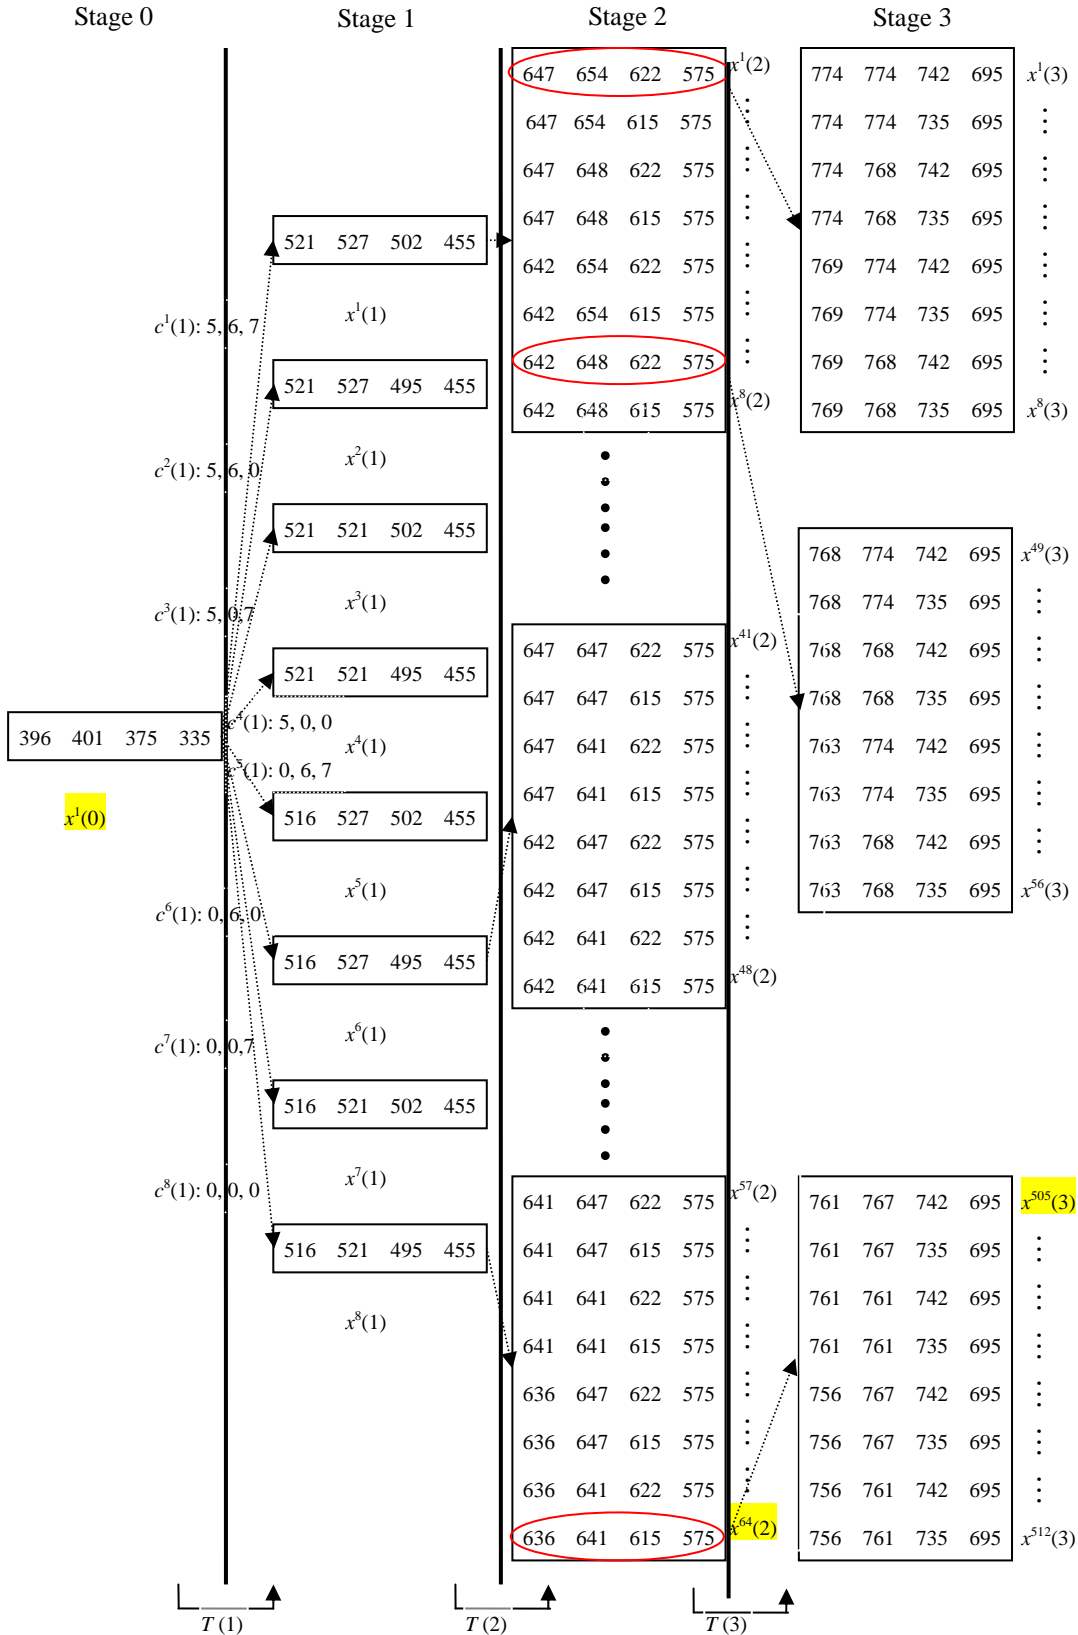 Stage 0 Stage 1 Stage 2 Stage 3
396 401 375 335
x¹(0)
c¹(1): 5, 6, 7
c²(1): 5, 6, 0
c³(1): 5, 0,7
c⁴(1): 5, 0, 0
c⁵(1): 0, 6, 7
c⁶(1): 0, 6, 0
c⁷(1): 0, 0,7
c⁸(1): 0, 0, 0
521 527 502 455
x¹(1)
521 527 495 455
x²(1)
521 521 502 455
x³(1)
521 521 495 455
x⁴(1)
516 527 502 455
x⁵(1)
516 527 495 455
x⁶(1)
516 521 502 455
x⁷(1)
516 521 495 455
x⁸(1)
647 654 622 575 x¹(2)
647 654 615 575
647 648 622 575
647 648 615 575
642 654 622 575
642 654 615 575
642 648 622 575
642 648 615 575 x⁸(2)
647 647 622 575 x⁴¹(2)
647 647 615 575
647 641 622 575
647 641 615 575
642 647 622 575
642 647 615 575
642 641 622 575
642 641 615 575 x⁴⁸(2)
641 647 622 575 x⁵⁷(2)
641 647 615 575
641 641 622 575
641 641 615 575
636 647 622 575
636 647 615 575
636 641 622 575
636 641 615 575 x⁶⁴(2)
774 774 742 695 x¹(3)
774 774 735 695
774 768 742 695
774 768 735 695
769 774 742 695
769 774 735 695
769 768 742 695
769 768 735 695 x⁸(3)
768 774 742 695 x⁴⁹(3)
768 774 735 695
768 768 742 695
768 768 735 695
763 774 742 695
763 774 735 695
763 768 742 695
763 768 735 695 x⁵⁶(3)
761 767 742 695 x⁵⁰⁵(3)
761 767 735 695
761 761 742 695
761 761 735 695
756 767 742 695
756 767 735 695
756 761 742 695
756 761 735 695 x⁵¹²(3)
T (1) T (2) T (3)